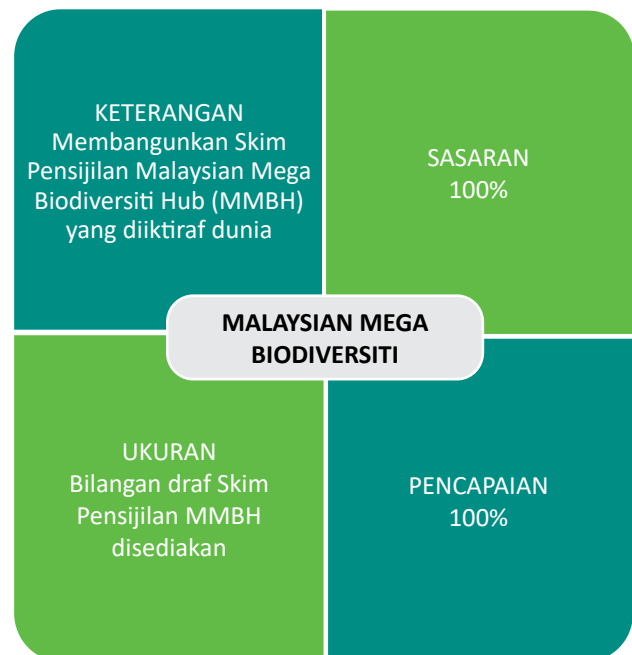 KETERANGAN
Membangunkan Skim
Pensijilan Malaysian Mega
Biodiversiti Hub (MMBH)
yang diiktiraf dunia
SASARAN
100%
MALAYSIAN MEGA
BIODIVERSITI
UKURAN
Bilangan draf Skim
Pensijilan MMBH
disediakan
PENCAPAIAN
100%